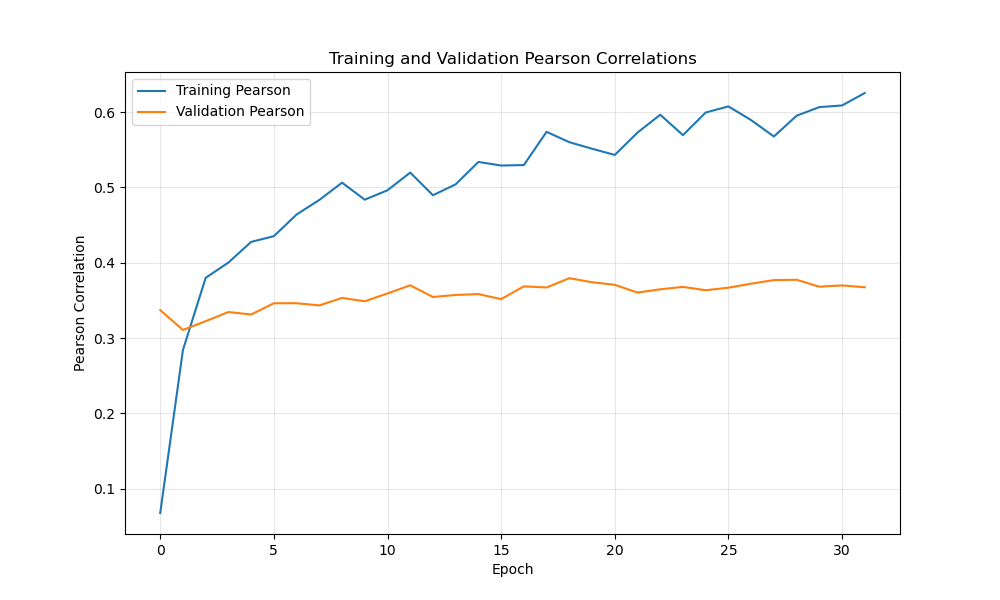 Training and Validation Pearson Correlations
Training Pearson
Validation Pearson
Pearson Correlation
0.6
0.5
0.4
0.3
0.2
0.1
0 5 10 15 20 25 30
Epoch